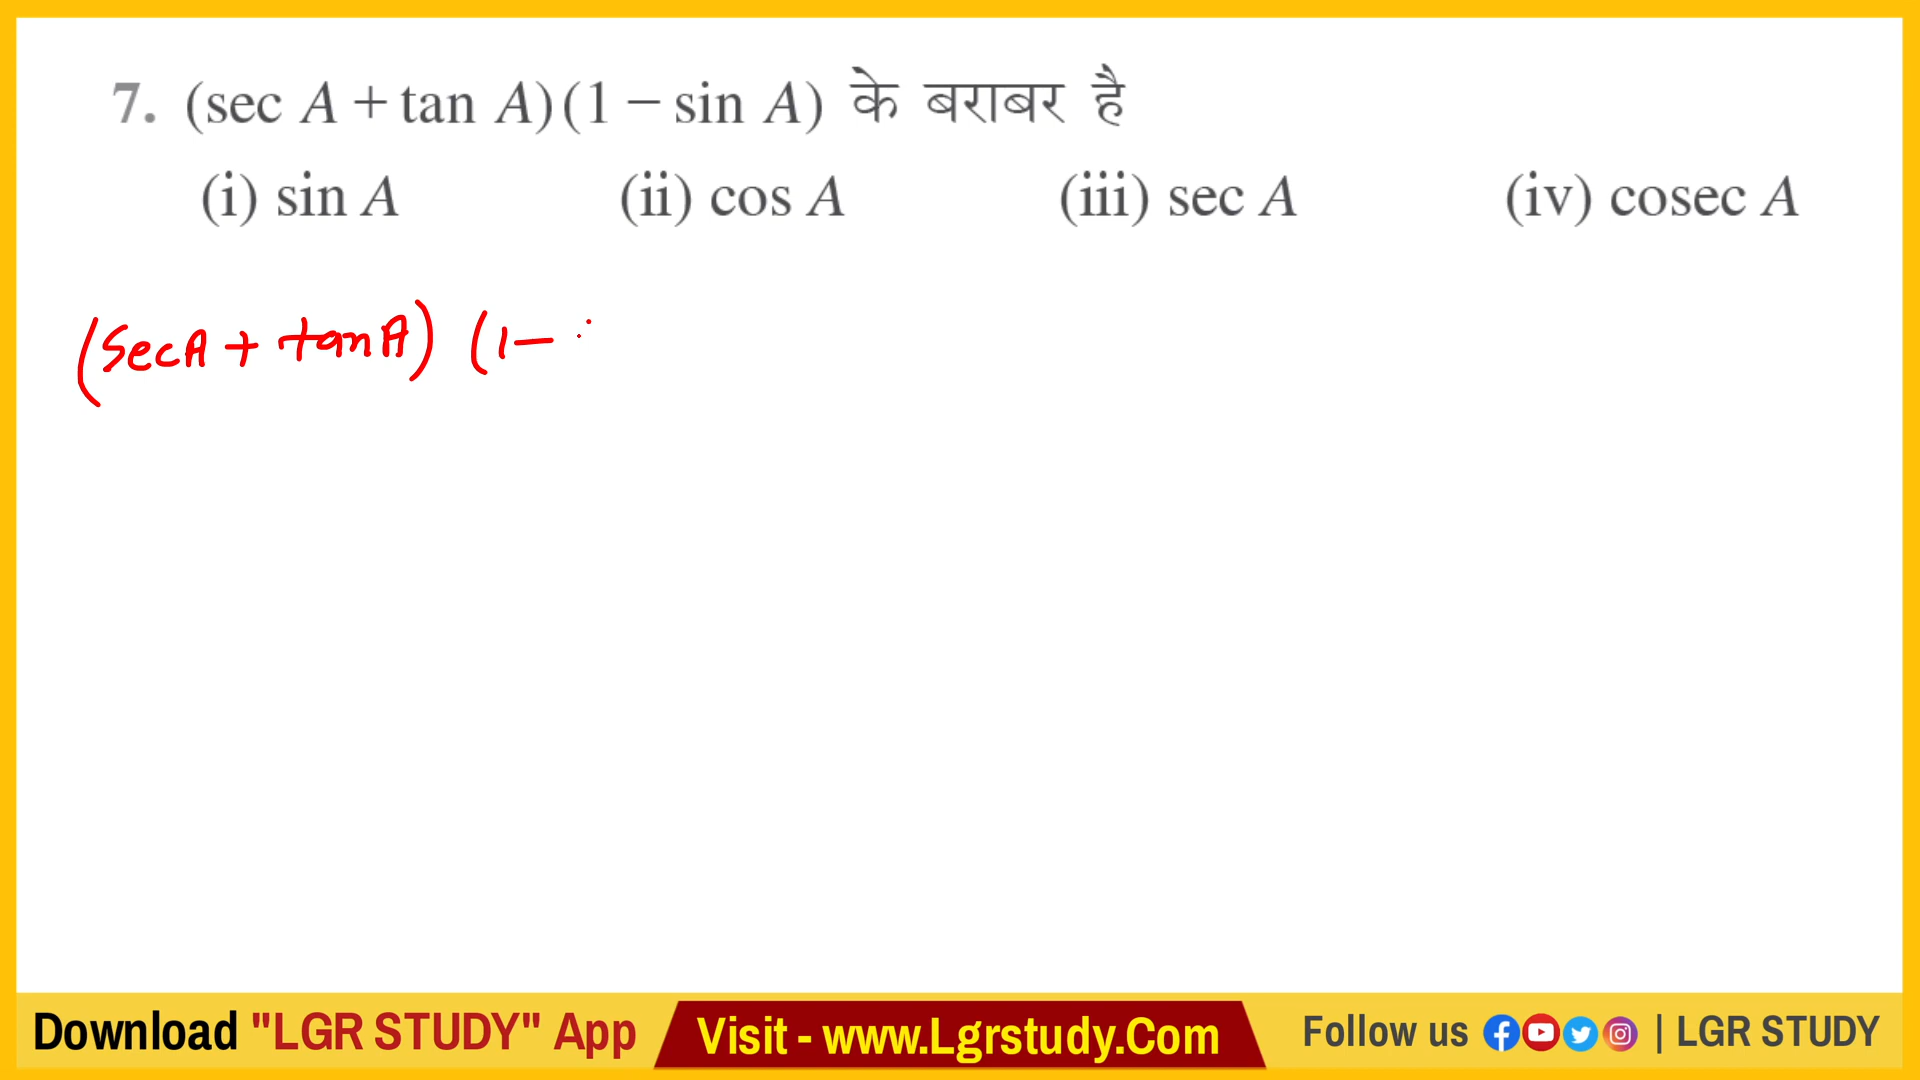 7. (sec A + tan A)(1 − sin A) के बराबर है
(i) sin A (ii) cos A (iii) sec A (iv) cosec A
(SecA + tanA) (1−
Download "LGR STUDY" App Visit - www.Lgrstudy.Com Follow us | LGR STUDY